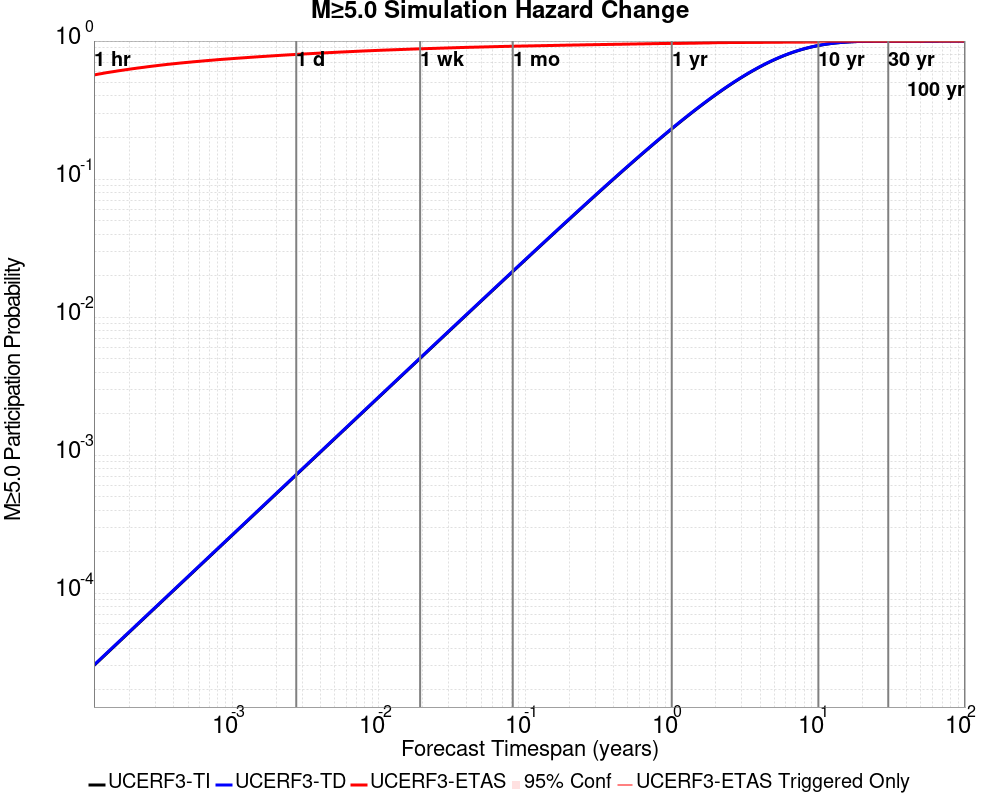 M≥5.0 Simulation Hazard Change
10^0
10^-1
10^-2
10^-3
10^-4
M≥5.0 Participation Probability
1 hr
1 d
1 wk
1 mo
1 yr
10 yr
30 yr
100 yr
10^-3
10^-2
10^-1
10^0
10^1
10^2
Forecast Timespan (years)
UCERF3-TI UCERF3-TD UCERF3-ETAS 95% Conf UCERF3-ETAS Triggered Only